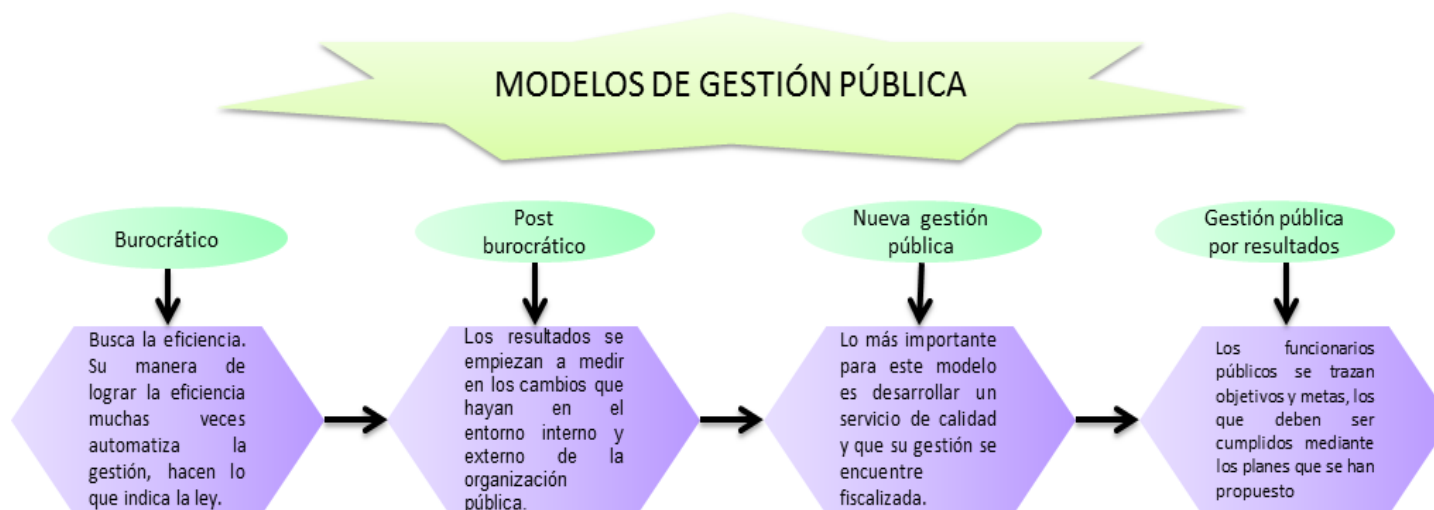 MODELOS DE GESTIÓN PÚBLICA
Burocrático
Post
burocrático
Nueva gestión
pública
Gestión pública
por resultados
Busca la eficiencia.
Su manera de
lograr la eficiencia
muchas veces
automatiza la
gestión, hacen lo
que indica la ley.
Los resultados se
empiezan a medir
en los cambios que
hayan en el
entorno interno y
externo de la
organización
pública.
Lo más importante
para este modelo
es desarrollar un
servicio de calidad
y que su gestión se
encuentre
fiscalizada.
Los funcionarios
públicos se trazan
objetivos y metas, los
que deben ser
cumplidos mediante
los planes que se han
propuesto